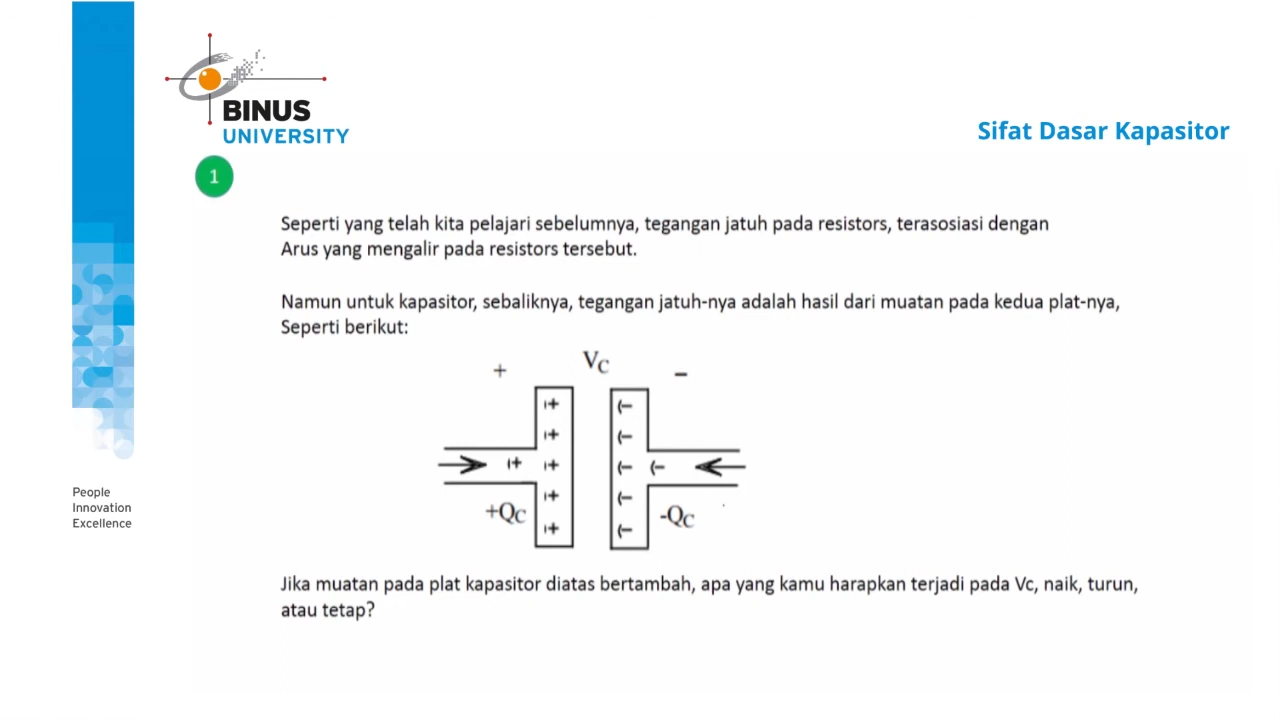 BINUS
UNIVERSITY
Sifat Dasar Kapasitor
1
Seperti yang telah kita pelajari sebelumnya, tegangan jatuh pada resistors, terasosiasi dengan
Arus yang mengalir pada resistors tersebut.
Namun untuk kapasitor, sebaliknya, tegangan jatuh-nya adalah hasil dari muatan pada kedua plat-nya,
Seperti berikut:
+ Vc −
+Qc -Qc
People
Innovation
Excellence
Jika muatan pada plat kapasitor diatas bertambah, apa yang kamu harapkan terjadi pada Vc, naik, turun,
atau tetap?